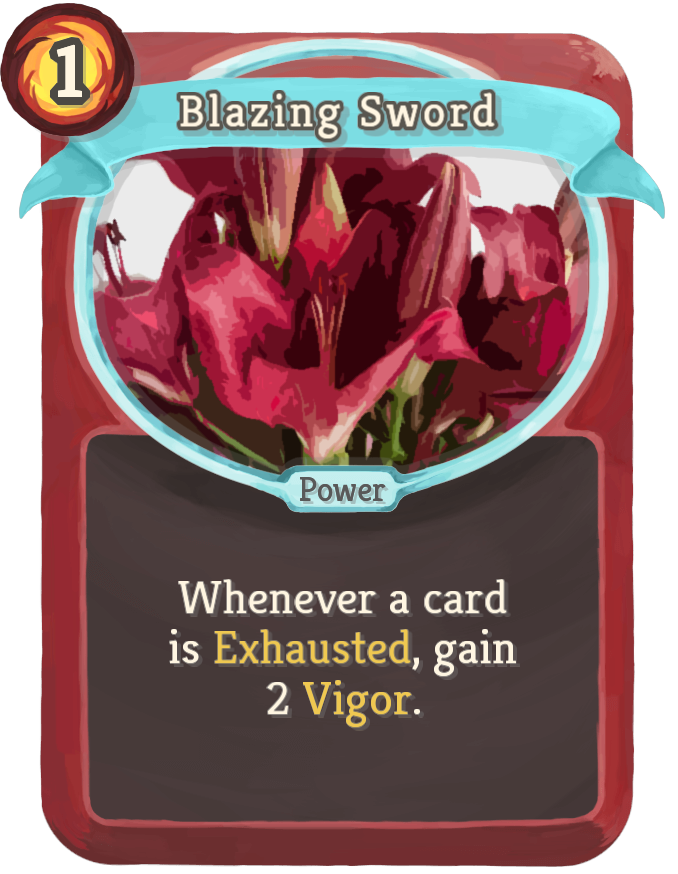 1
Blazing Sword
Power
Whenever a card
is Exhausted, gain
2 Vigor.